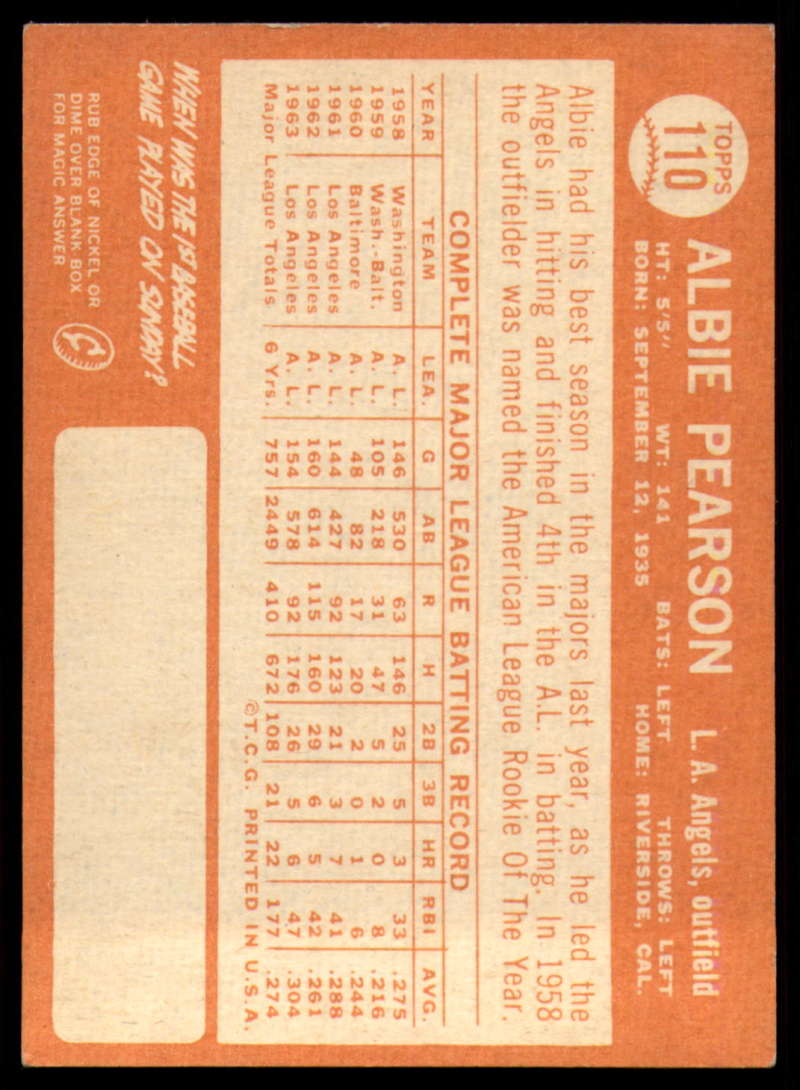 TOPPS
110
ALBIE PEARSON L. A. Angels, outfield
HT: 5'5" WT: 141 BATS: LEFT THROWS: LEFT
BORN: SEPTEMBER 12, 1935 HOME: RIVERSIDE, CAL.
Albie had his best season in the majors last year, as he led the
Angels in hitting and finished 4th in the A.L. in batting. In 1958
the outfielder was named the American League Rookie Of The Year.
COMPLETE MAJOR LEAGUE BATTING RECORD
YEAR TEAM LEA. G AB R H 2B 3B HR RBI AVG.
1958 Washington A. L. 146 530 63 146 25 5 3 33 .275
1959 Wash.-Balt. A. L. 105 218 31 47 5 2 0 8 .216
1960 Baltimore A. L. 48 82 17 20 2 0 1 6 .244
1961 Los Angeles A. L. 144 427 92 123 21 3 7 41 .288
1962 Los Angeles A. L. 160 614 115 160 29 6 5 42 .261
1963 Los Angeles A. L. 154 578 92 176 26 5 6 47 .304
Major League Totals 6 Yrs. 757 2449 410 672 108 21 22 177 .274
©T.C.G. PRINTED IN U.S.A.
WHEN WAS THE 1ST BASEBALL
GAME PLAYED ON SUNDAY?
RUB EDGE OF NICKEL OR
DIME OVER BLANK BOX
FOR MAGIC ANSWER